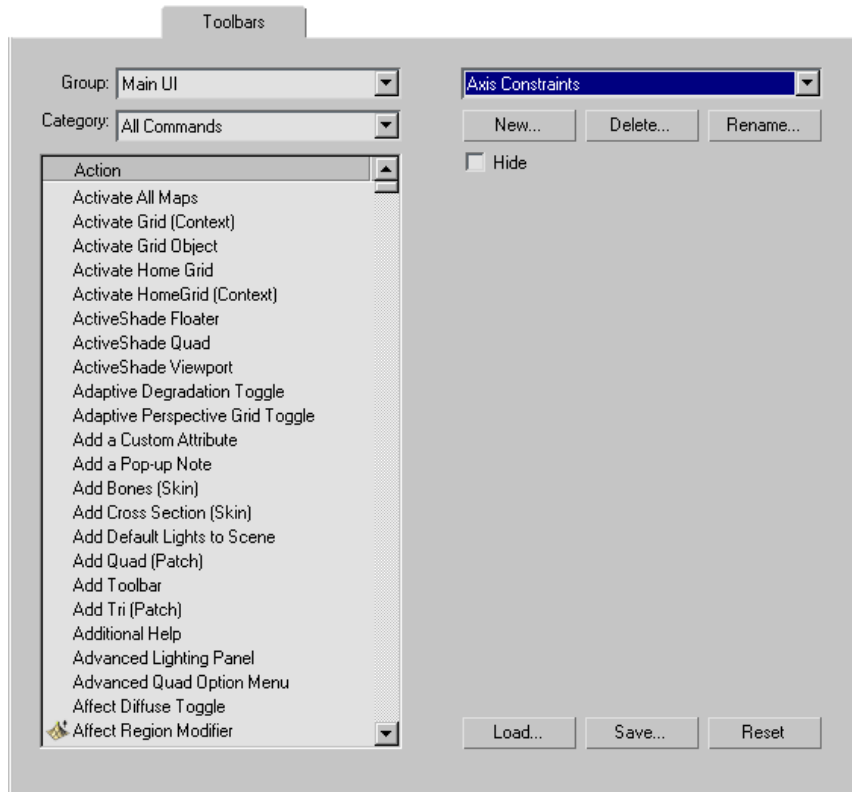 Toolbars
Group: Main UI
Category: All Commands
Action
Activate All Maps
Activate Grid (Context)
Activate Grid Object
Activate Home Grid
Activate HomeGrid (Context)
ActiveShade Floater
ActiveShade Quad
ActiveShade Viewport
Adaptive Degradation Toggle
Adaptive Perspective Grid Toggle
Add a Custom Attribute
Add a Pop-up Note
Add Bones (Skin)
Add Cross Section (Skin)
Add Default Lights to Scene
Add Quad (Patch)
Add Toolbar
Add Tri (Patch)
Additional Help
Advanced Lighting Panel
Advanced Quad Option Menu
Affect Diffuse Toggle
Affect Region Modifier
Axis Constraints
New... Delete... Rename...
Hide
Load... Save... Reset